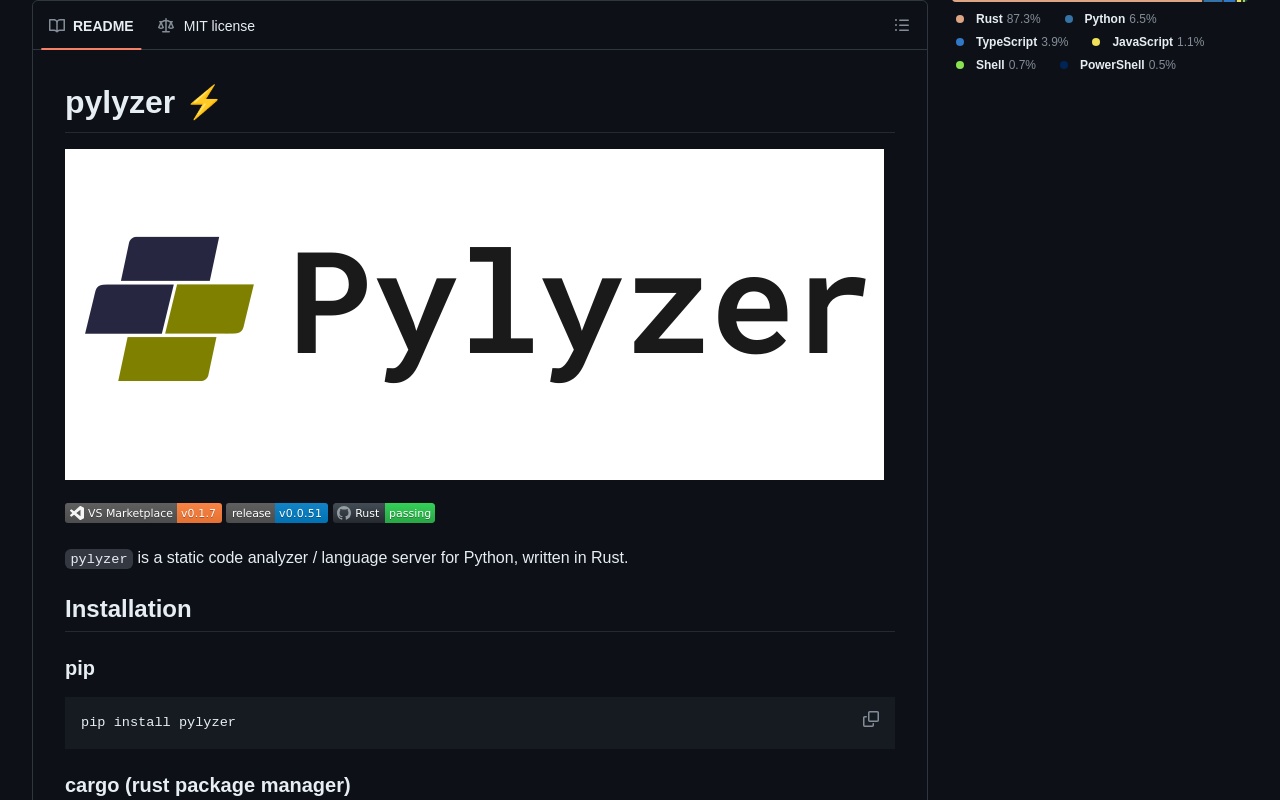 README MIT license
pylyzer ⚡
Pylyzer
VS Marketplace v0.1.7 release v0.0.51 Rust passing
pylyzer is a static code analyzer / language server for Python, written in Rust.
Installation
pip
pip install pylyzer
cargo (rust package manager)
Rust 87.3% Python 6.5%
TypeScript 3.9% JavaScript 1.1%
Shell 0.7% PowerShell 0.5%